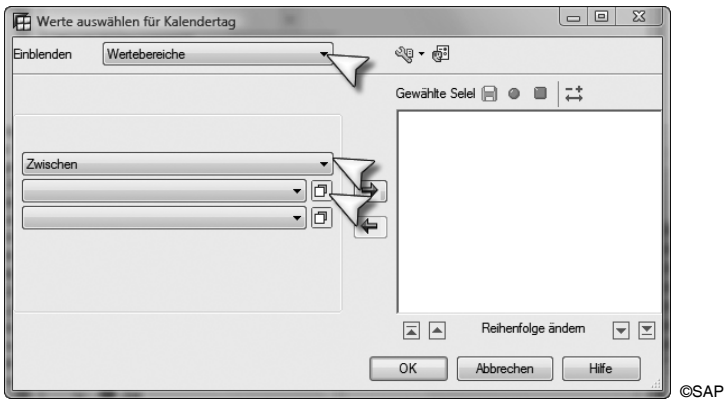 Werte auswählen für Kalendertag
Einblenden Wertebereiche
Gewählte Selel
Zwischen
Reihenfolge ändern
OK Abbrechen Hilfe
©SAP